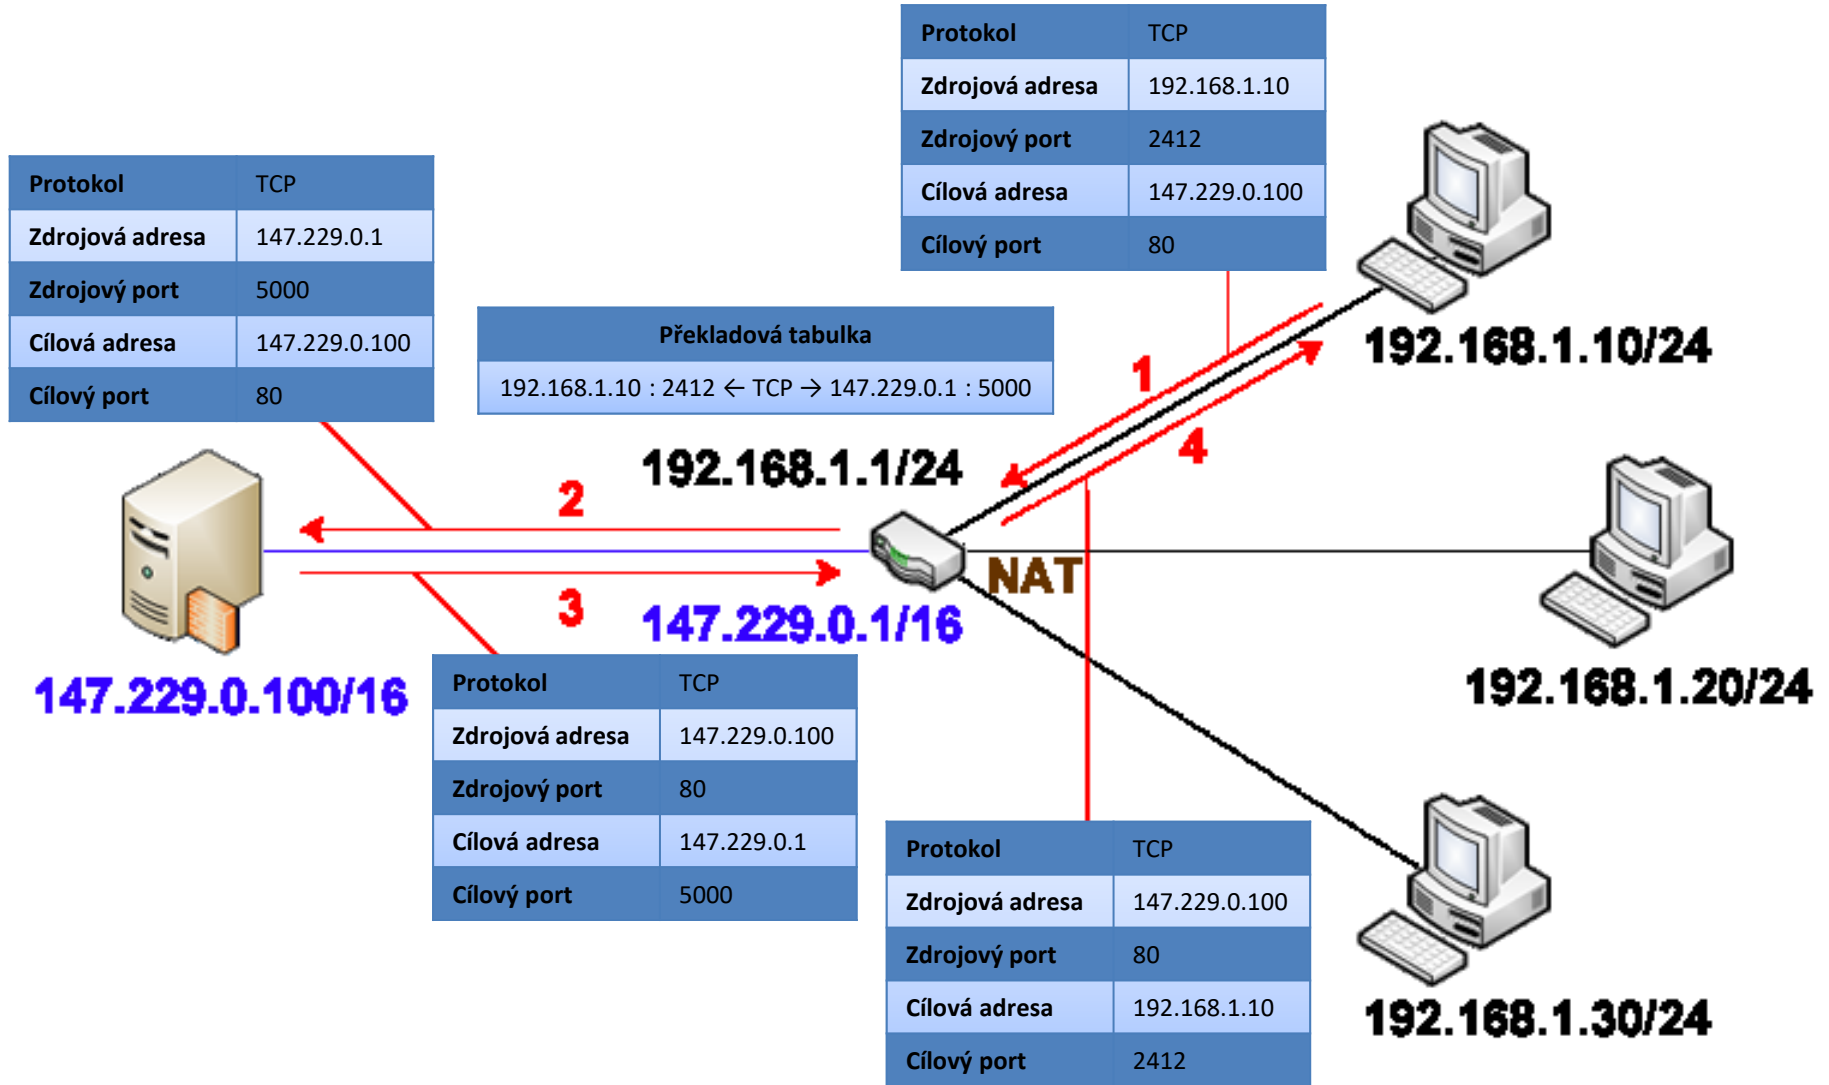 Protokol TCP
Zdrojová adresa 192.168.1.10
Zdrojový port 2412
Cílová adresa 147.229.0.100
Cílový port 80
192.168.1.10/24
Protokol TCP
Zdrojová adresa 147.229.0.1
Zdrojový port 5000
Cílová adresa 147.229.0.100
Cílový port 80
Překladová tabulka
192.168.1.10 : 2412 ← TCP → 147.229.0.1 : 5000
1
4
192.168.1.1/24
2
NAT
3
147.229.0.1/16
147.229.0.100/16
192.168.1.20/24
Protokol TCP
Zdrojová adresa 147.229.0.100
Zdrojový port 80
Cílová adresa 147.229.0.1
Cílový port 5000
Protokol TCP
Zdrojová adresa 147.229.0.100
Zdrojový port 80
Cílová adresa 192.168.1.10
Cílový port 2412
192.168.1.30/24